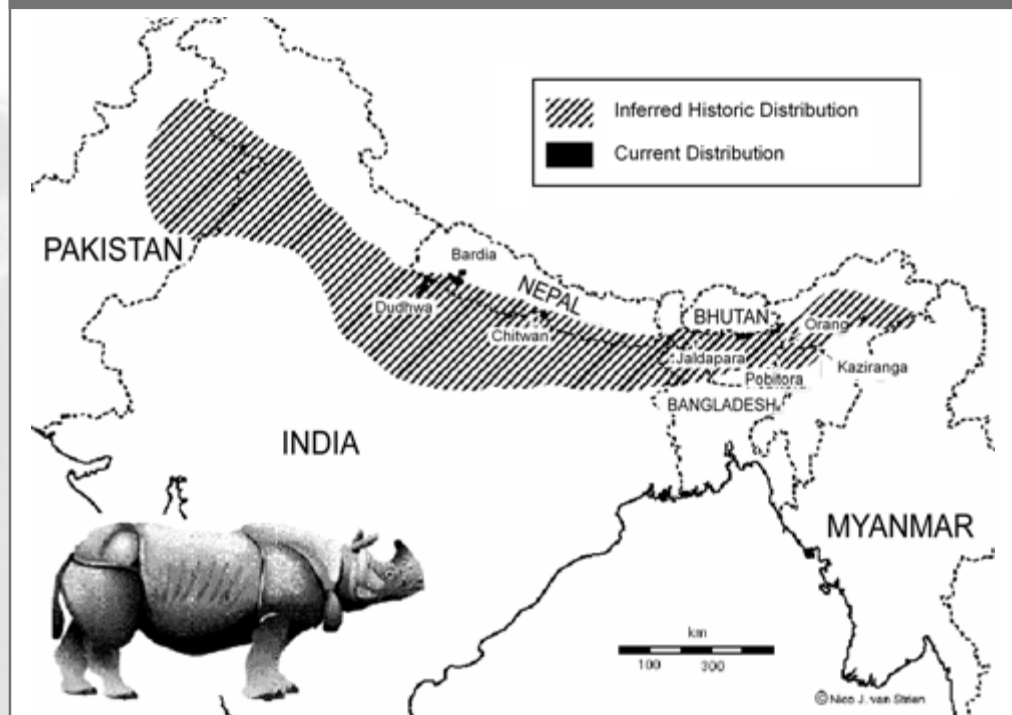 Inferred Historic Distribution
Current Distribution
PAKISTAN
Bardia
NEPAL
Dudhwa
Chitwan
BHUTAN
Orang
Jaldapara
Kaziranga
Pobitora
BANGLADESH
INDIA
MYANMAR
km
100 300
© Nico J. van Strien